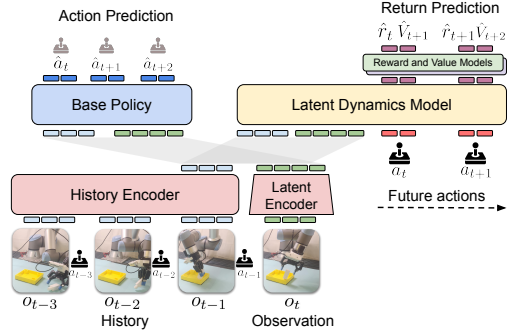 Action Prediction
Return Prediction
â_t â_{t+1} â_{t+2}
r̂_t V̂_{t+1} r̂_{t+1} V̂_{t+2}
Reward and Value Models
Base Policy
Latent Dynamics Model
a_t a_{t+1}
History Encoder
Latent
Encoder
Future actions
a_{t-3} a_{t-2} a_{t-1}
o_{t-3} o_{t-2} o_{t-1} o_t
History
Observation